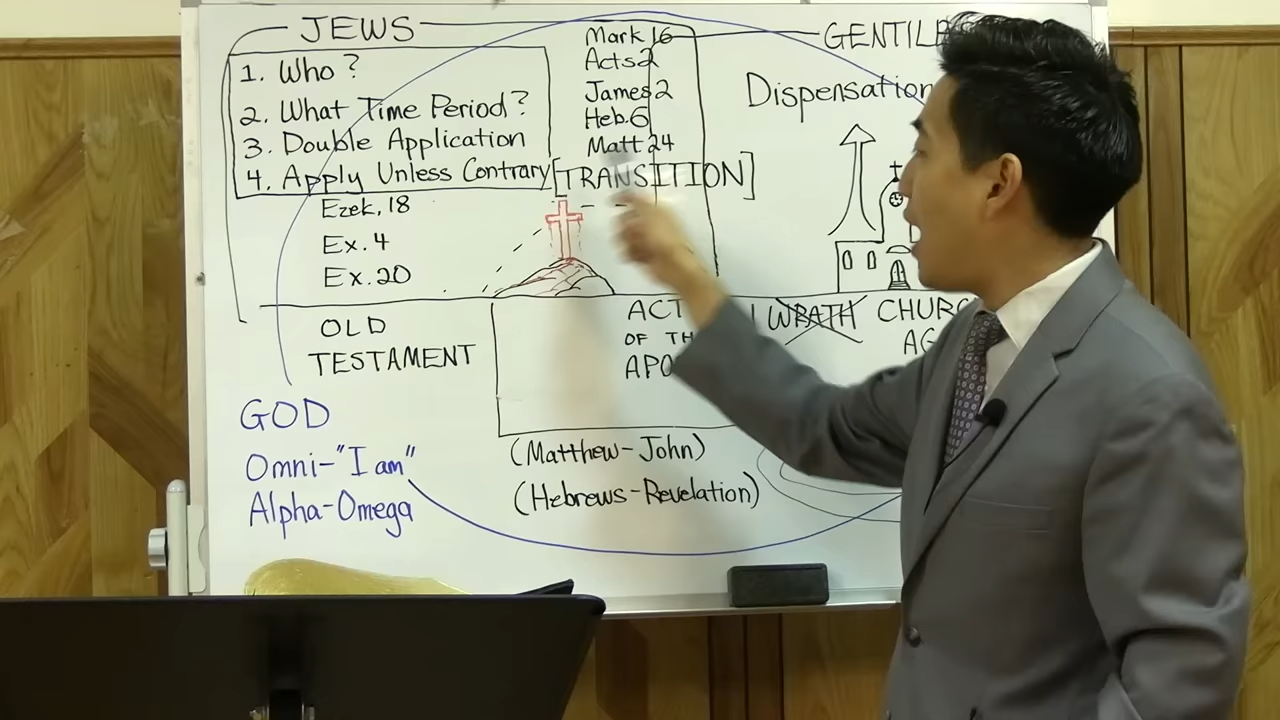 JEWS
1. Who?
2. What Time Period?
3. Double Application
4. Apply Unless Contrary
Ezek. 18
Ex. 4
Ex. 20
Mark 16
Acts 2
James 2
Heb. 6
Matt. 24
[TRANSITION]
Dispensation
OLD
TESTAMENT
OF
WRATH
(Matthew-John)
(Hebrews-Revelation)
GOD
Omni-"I am"
Alpha-Omega